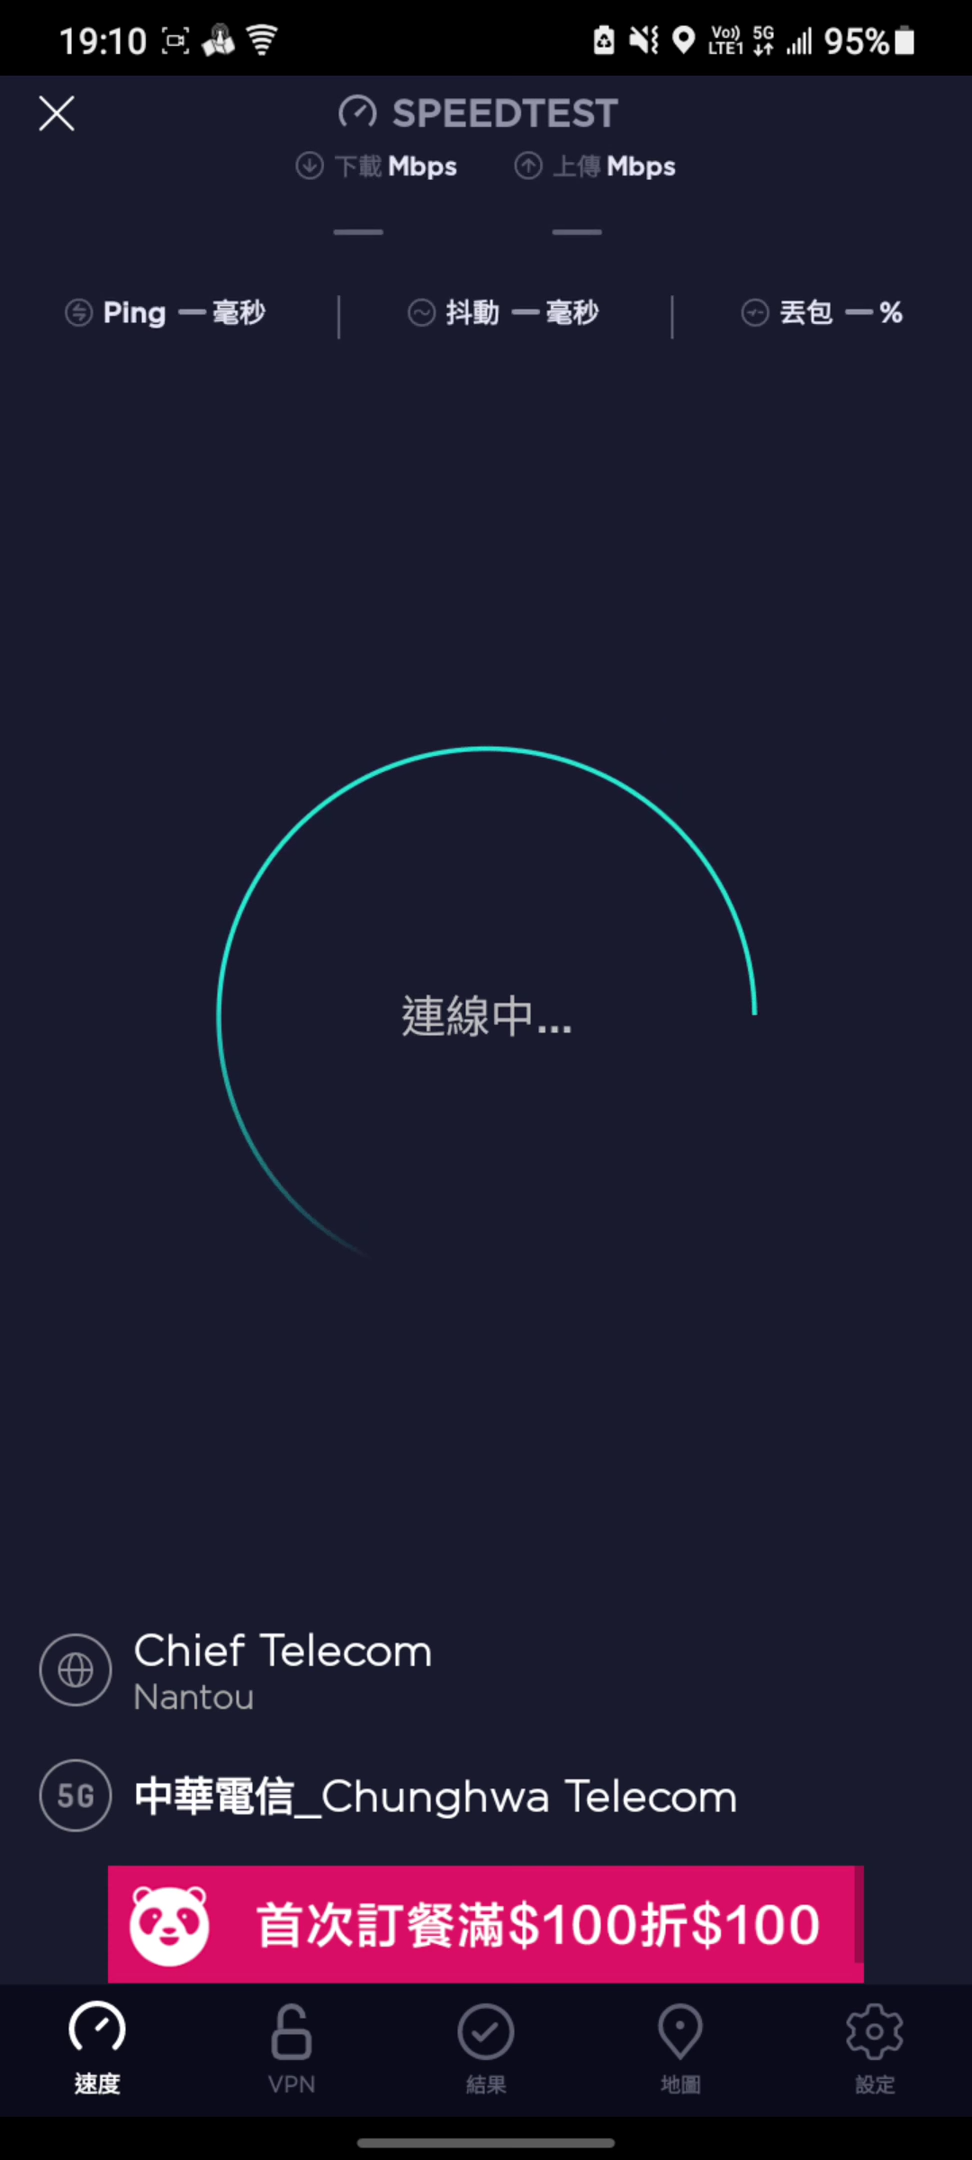 19:10 Vo)) LTE1 5G 95%
SPEEDTEST
下載 Mbps 上傳 Mbps
— —
Ping — 毫秒 抖動 — 毫秒 丟包 — %
連線中...
Chief Telecom
Nantou
5G 中華電信_Chunghwa Telecom
首次訂餐滿$100折$100
速度 VPN 結果 地圖 設定